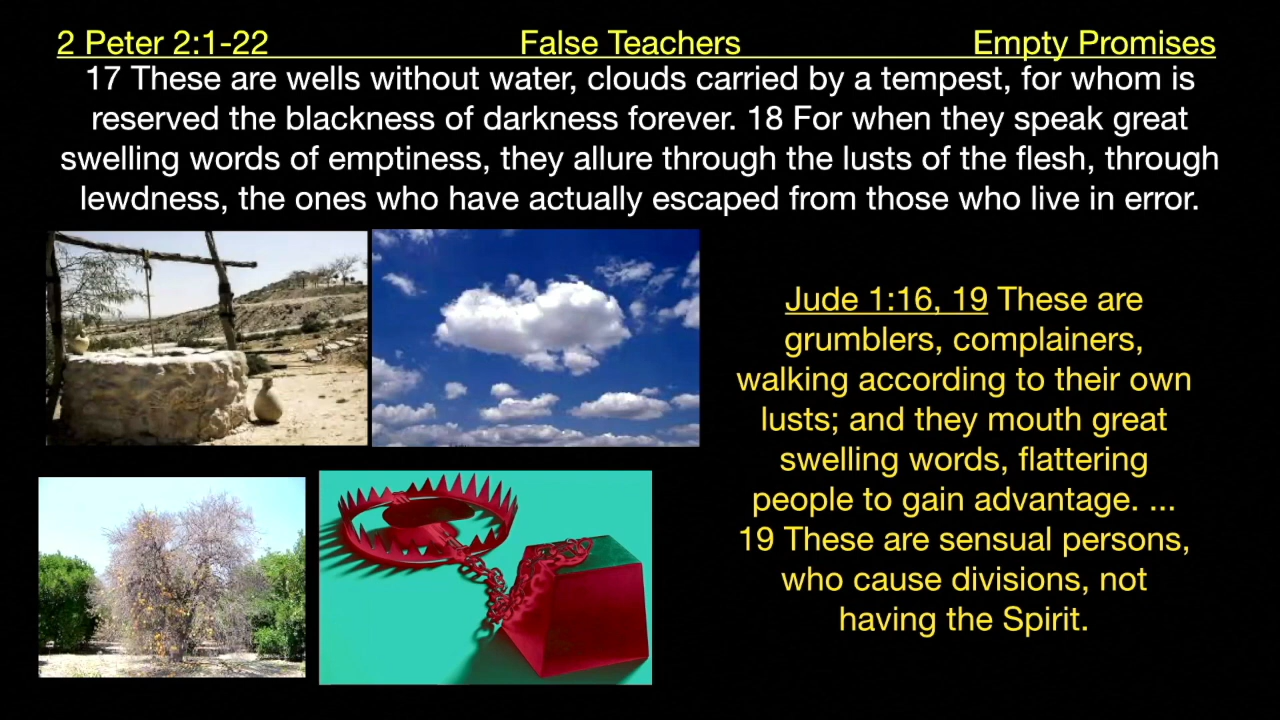 2 Peter 2:1-22 False Teachers Empty Promises
17 These are wells without water, clouds carried by a tempest, for whom is
reserved the blackness of darkness forever. 18 For when they speak great
swelling words of emptiness, they allure through the lusts of the flesh, through
lewdness, the ones who have actually escaped from those who live in error.
Jude 1:16, 19 These are
grumblers, complainers,
walking according to their own
lusts; and they mouth great
swelling words, flattering
people to gain advantage. ...
19 These are sensual persons,
who cause divisions, not
having the Spirit.